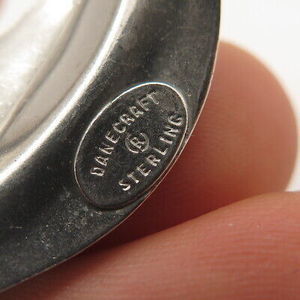 DANECRAFT
(R)
STERLING